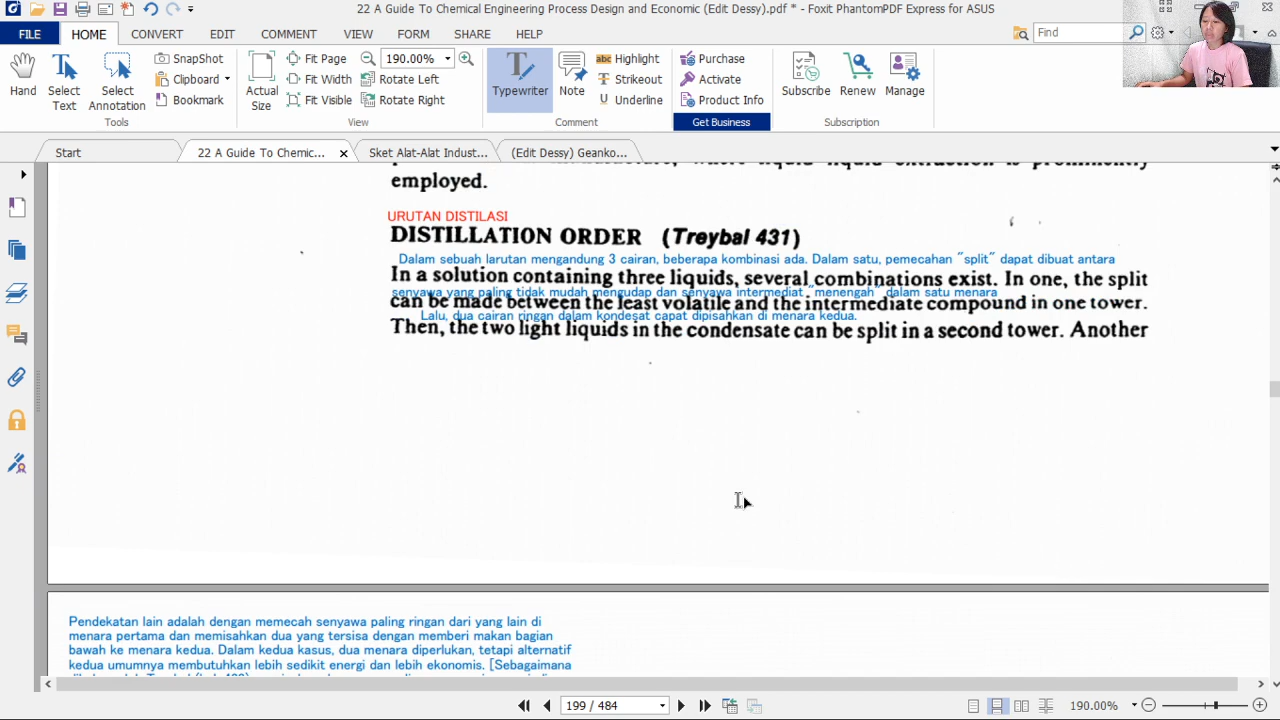 22 A Guide To Chemical Engineering Process Design and Economic (Edit Dessy).pdf * - Foxit PhantomPDF Express for ASUS
FILE HOME CONVERT EDIT COMMENT VIEW FORM SHARE HELP Find
Hand Select Text Select Annotation SnapShot Clipboard Bookmark
Actual Size Fit Page Fit Width Fit Visible 190.00% Rotate Left Rotate Right
Typewriter Note Highlight Strikeout Underline
Purchase Activate Product Info
Subscribe Renew Manage
Tools View Comment Get Business Subscription
Start 22 A Guide To Chemic... Sket Alat-Alat Indust... (Edit Dessy) Geanko...
employed.
URUTAN DISTILASI
DISTILLATION ORDER (Treybal 431)
Dalam sebuah larutan mengandung 3 cairan, beberapa kombinasi ada. Dalam satu, pemecahan "split" dapat dibuat antara
In a solution containing three liquids, several combinations exist. In one, the split
senyawa yang paling tidak mudah mengudap dan senyawa intermediat "menengah" dalam satu menara
can be made between the least volatile and the intermediate compound in one tower.
Lalu, dua cairan ringan dalam kondesat capat dipisahkan di menara kedua.
Then, the two light liquids in the condensate can be split in a second tower. Another
Pendekatan lain adalah dengan memecah senyawa paling ringan dari yang lain di
menara pertama dan memisahkan dua yang tersisa dengan memberi makan bagian
bawah ke menara kedua. Dalam kedua kasus, dua menara diperlukan, tetapi alternatif
kedua umumnya membutuhkan lebih sedikit energi dan lebih ekonomis. [Sebagaimana
199 / 484 190.00%